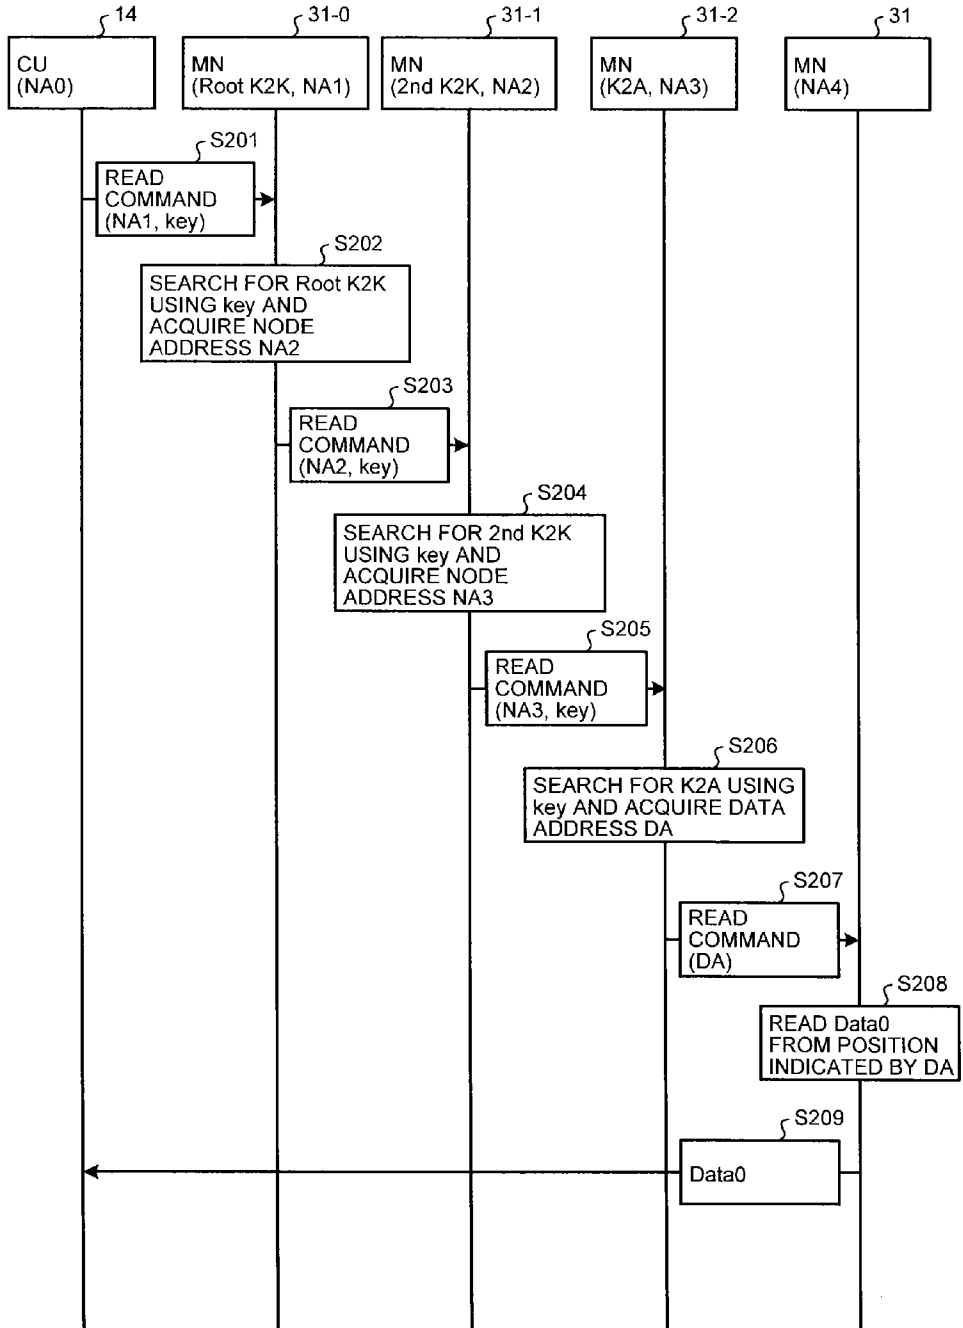 14
31-0
31-1
31-2
31
CU
(NA0)
MN
(Root K2K, NA1)
MN
(2nd K2K, NA2)
MN
(K2A, NA3)
MN
(NA4)
S201
READ
COMMAND
(NA1, key)
S202
SEARCH FOR Root K2K
USING key AND
ACQUIRE NODE
ADDRESS NA2
S203
READ
COMMAND
(NA2, key)
S204
SEARCH FOR 2nd K2K
USING key AND
ACQUIRE NODE
ADDRESS NA3
S205
READ
COMMAND
(NA3, key)
S206
SEARCH FOR K2A USING
key AND ACQUIRE DATA
ADDRESS DA
S207
READ
COMMAND
(DA)
S208
READ Data0
FROM POSITION
INDICATED BY DA
S209
Data0